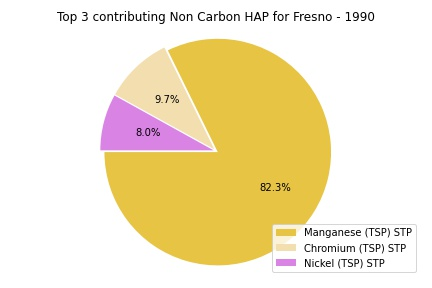 Top 3 contributing Non Carbon HAP for Fresno - 1990
9.7%
8.0%
82.3%
Manganese (TSP) STP
Chromium (TSP) STP
Nickel (TSP) STP